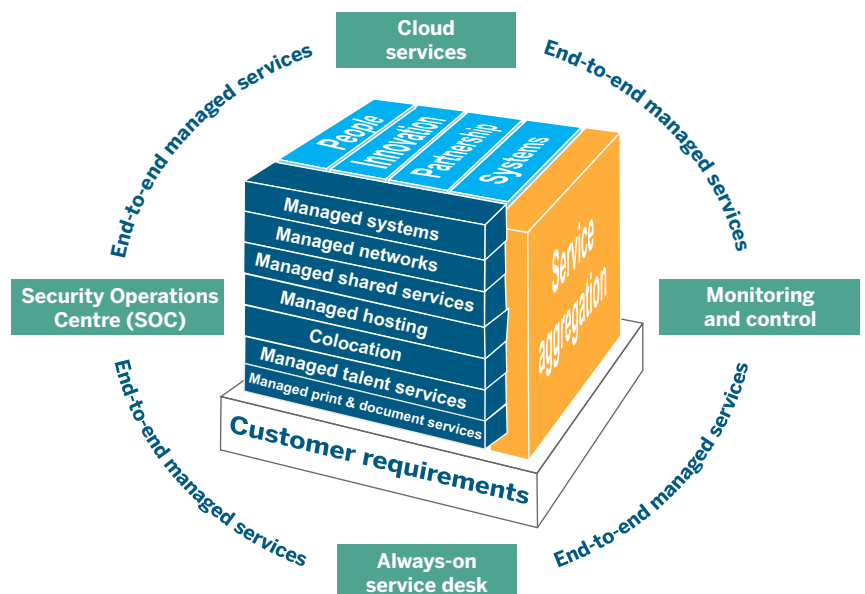 Cloud
services
End-to-end managed services
End-to-end managed services
People
Innovation
Partnership
Systems
Managed systems
Managed networks
Managed shared services
Managed hosting
Colocation
Managed talent services
Managed print & document services
Service
aggregation
Security Operations
Centre (SOC)
Monitoring
and control
Customer requirements
End-to-end managed services
End-to-end managed services
Always-on
service desk